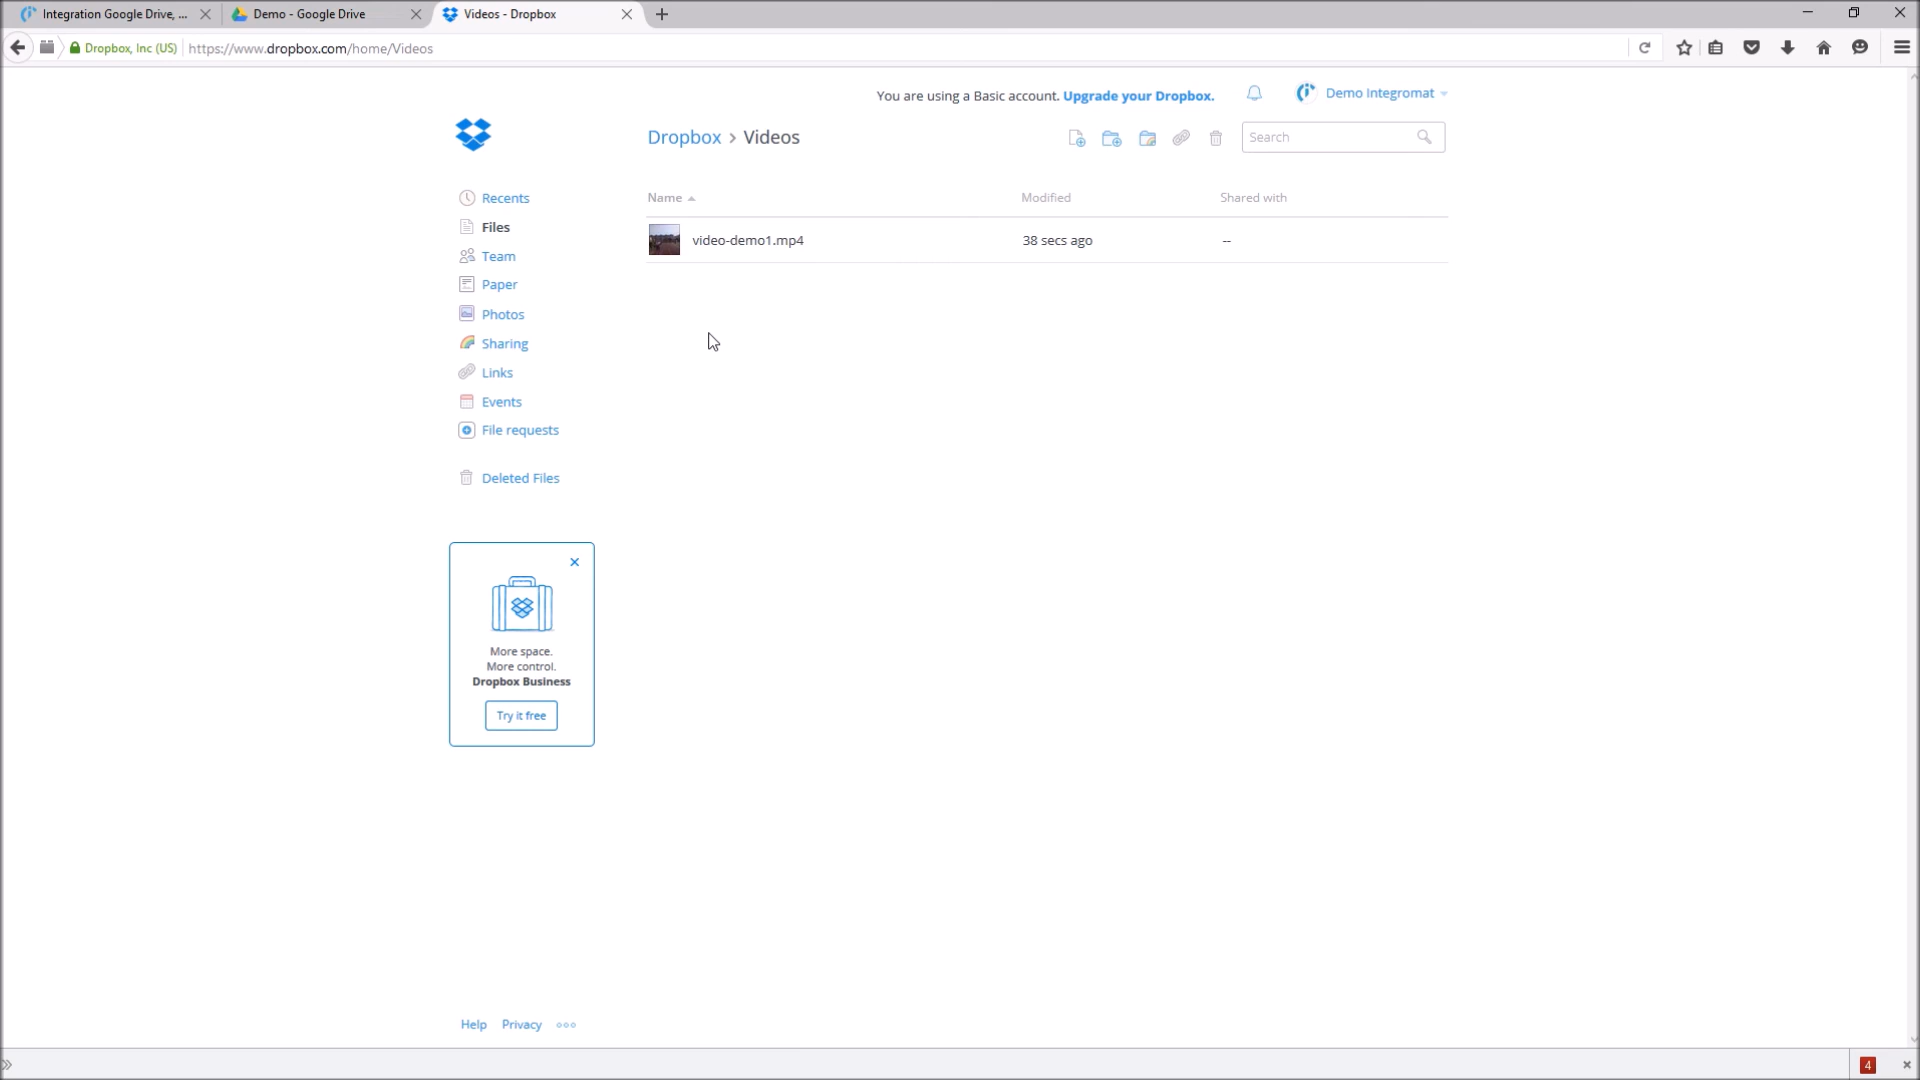 Integration Google Drive, ...
Demo - Google Drive
Videos - Dropbox
Dropbox, Inc (US)
https://www.dropbox.com/home/Videos
You are using a Basic account. Upgrade your Dropbox.
Demo Integromat
Dropbox › Videos
Search
Name
Modified
Shared with
video-demo1.mp4
38 secs ago
--
Recents
Files
Team
Paper
Photos
Sharing
Links
Events
File requests
Deleted Files
More space.
More control.
Dropbox Business
Try it free
Help
Privacy
4